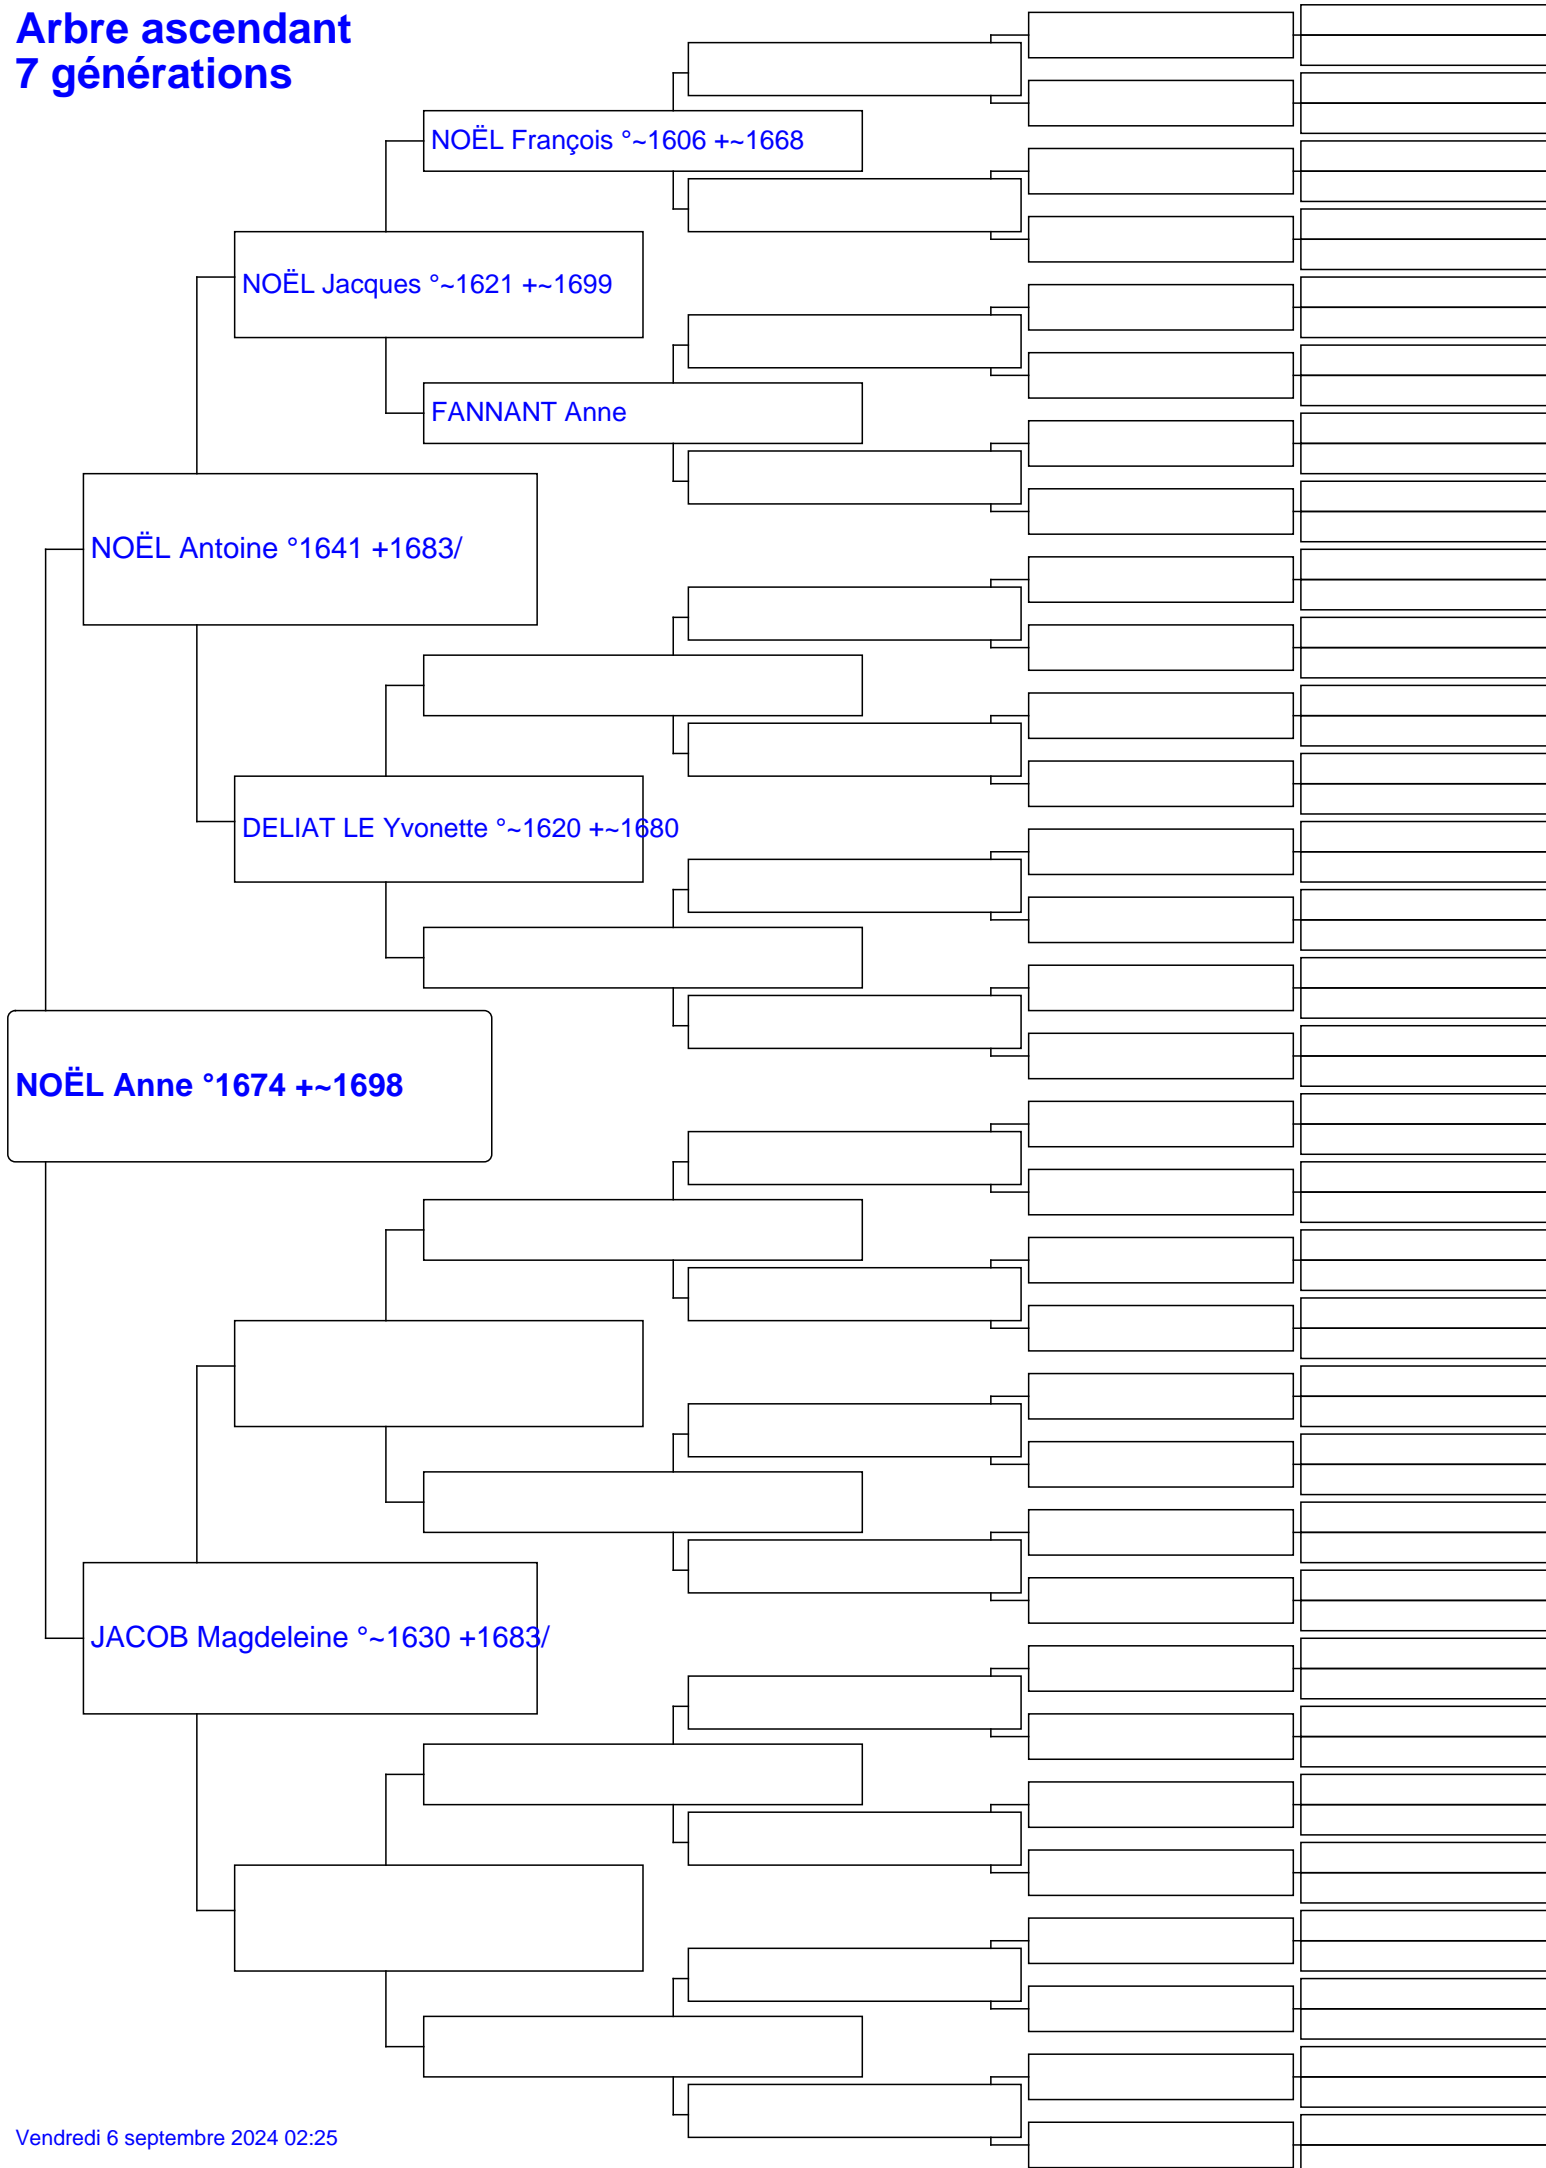 Arbre ascendant
7 générations
NOËL François °~1606 +~1668
NOËL Jacques °~1621 +~1699
FANNANT Anne
NOËL Antoine °1641 +1683/
DELIAT LE Yvonette °~1620 +~1680
NOËL Anne °1674 +~1698
JACOB Magdeleine °~1630 +1683/
Vendredi 6 septembre 2024 02:25